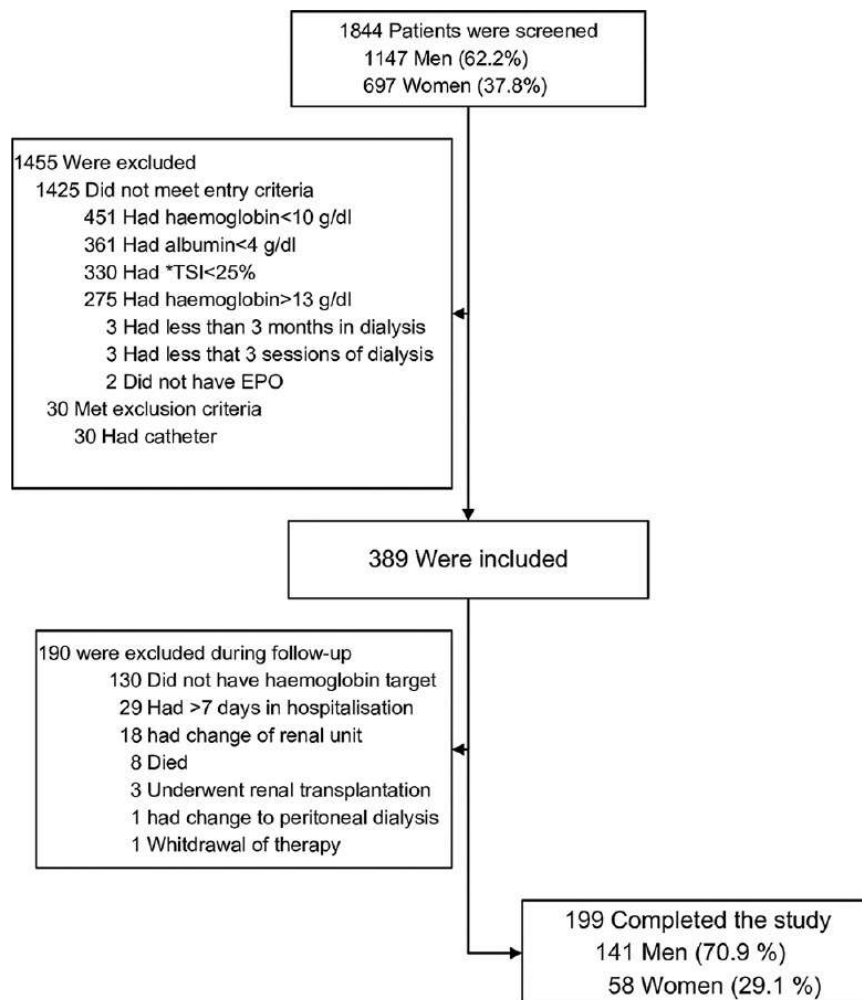 1844 Patients were screened
1147 Men (62.2%)
697 Women (37.8%)
1455 Were excluded
1425 Did not meet entry criteria
451 Had haemoglobin<10 g/dl
361 Had albumin<4 g/dl
330 Had *TSI<25%
275 Had haemoglobin>13 g/dl
3 Had less than 3 months in dialysis
3 Had less that 3 sessions of dialysis
2 Did not have EPO
30 Met exclusion criteria
30 Had catheter
389 Were included
190 were excluded during follow-up
130 Did not have haemoglobin target
29 Had >7 days in hospitalisation
18 had change of renal unit
8 Died
3 Underwent renal transplantation
1 had change to peritoneal dialysis
1 Whitdrawal of therapy
199 Completed the study
141 Men (70.9 %)
58 Women (29.1 %)